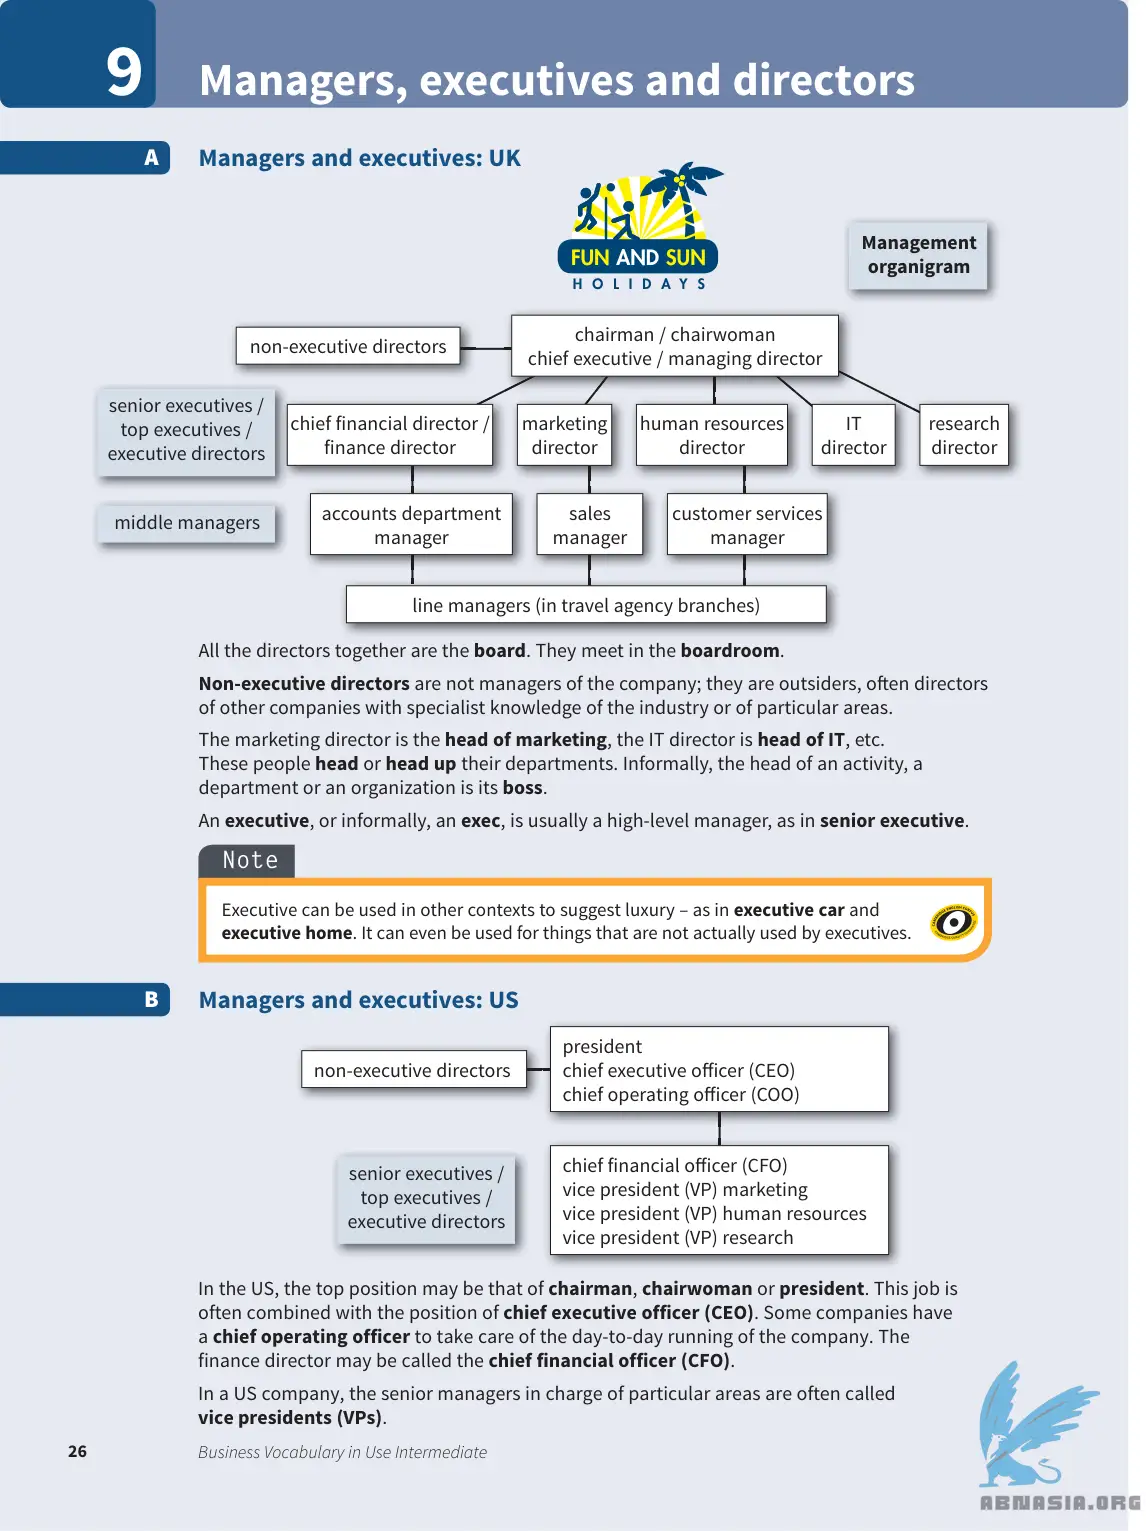 9
Managers, executives and directors
A
Managers and executives: UK
FUN AND SUN
HOLIDAYS
Management
organigram
non-executive directors
chairman / chairwoman
chief executive / managing director
senior executives /
top executives /
executive directors
chief financial director /
finance director
marketing
director
human resources
director
IT
director
research
director
middle managers
accounts department
manager
sales
manager
customer services
manager
line managers (in travel agency branches)
All the directors together are the board. They meet in the boardroom.
Non-executive directors are not managers of the company; they are outsiders, often directors
of other companies with specialist knowledge of the industry or of particular areas.
The marketing director is the head of marketing, the IT director is head of IT, etc.
These people head or head up their departments. Informally, the head of an activity, a
department or an organization is its boss.
An executive, or informally, an exec, is usually a high-level manager, as in senior executive.
Note
Executive can be used in other contexts to suggest luxury – as in executive car and
executive home. It can even be used for things that are not actually used by executives.
B
Managers and executives: US
non-executive directors
president
chief executive officer (CEO)
chief operating officer (COO)
senior executives /
top executives /
executive directors
chief financial officer (CFO)
vice president (VP) marketing
vice president (VP) human resources
vice president (VP) research
In the US, the top position may be that of chairman, chairwoman or president. This job is
often combined with the position of chief executive officer (CEO). Some companies have
a chief operating officer to take care of the day-to-day running of the company. The
finance director may be called the chief financial officer (CFO).
In a US company, the senior managers in charge of particular areas are often called
vice presidents (VPs).
26
Business Vocabulary in Use Intermediate
ABNASIA.ORG